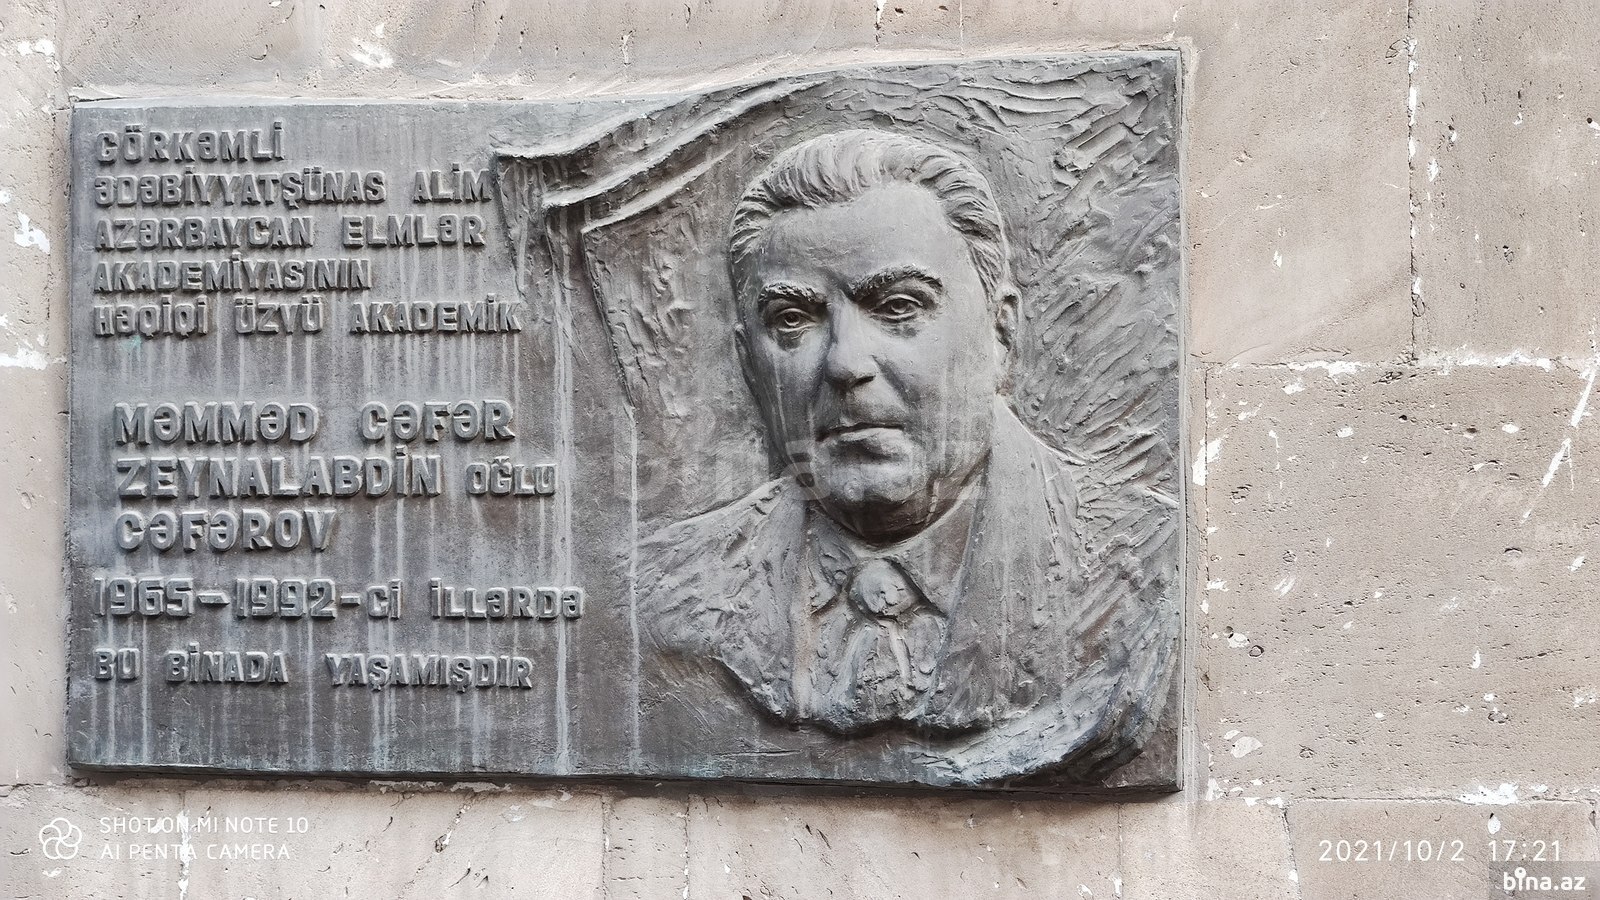 GÖRKƏMLİ
ƏDƏBİYYATŞÜNAS ALİM
AZƏRBAYCAN ELMLƏR
AKADEMİYASININ
HƏQİQİ ÜZVÜ AKADEMİK
MƏMMƏD CƏFƏR
ZEYNALABDİN OĞLU
CƏFƏROV
1965-1992-Cİ İLLƏRDƏ
BU BİNADA YAŞAMIŞDIR
bina.az
SHOT ON MI NOTE 10
AI PENTA CAMERA
2021/10/2 17:21
bina.az